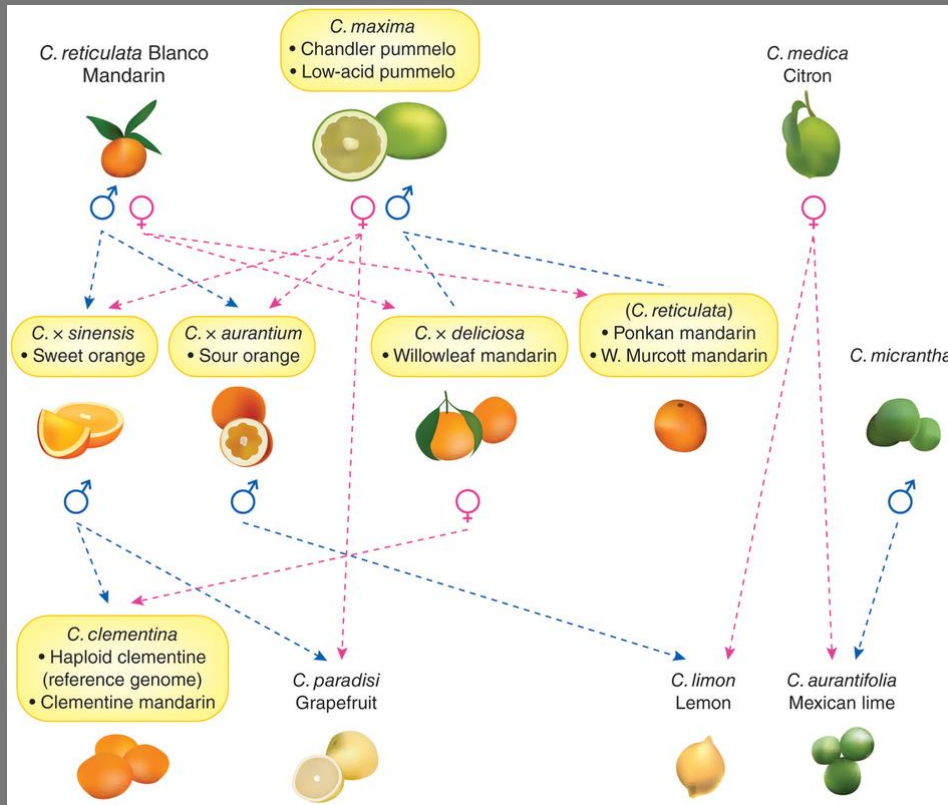 C. reticulata Blanco
Mandarin
C. maxima
• Chandler pummelo
• Low-acid pummelo
C. medica
Citron
C. × sinensis
• Sweet orange
C. × aurantium
• Sour orange
C. × deliciosa
• Willowleaf mandarin
(C. reticulata)
• Ponkan mandarin
• W. Murcott mandarin
C. micrantha
C. clementina
• Haploid clementine
(reference genome)
• Clementine mandarin
C. paradisi
Grapefruit
C. limon
Lemon
C. aurantifolia
Mexican lime